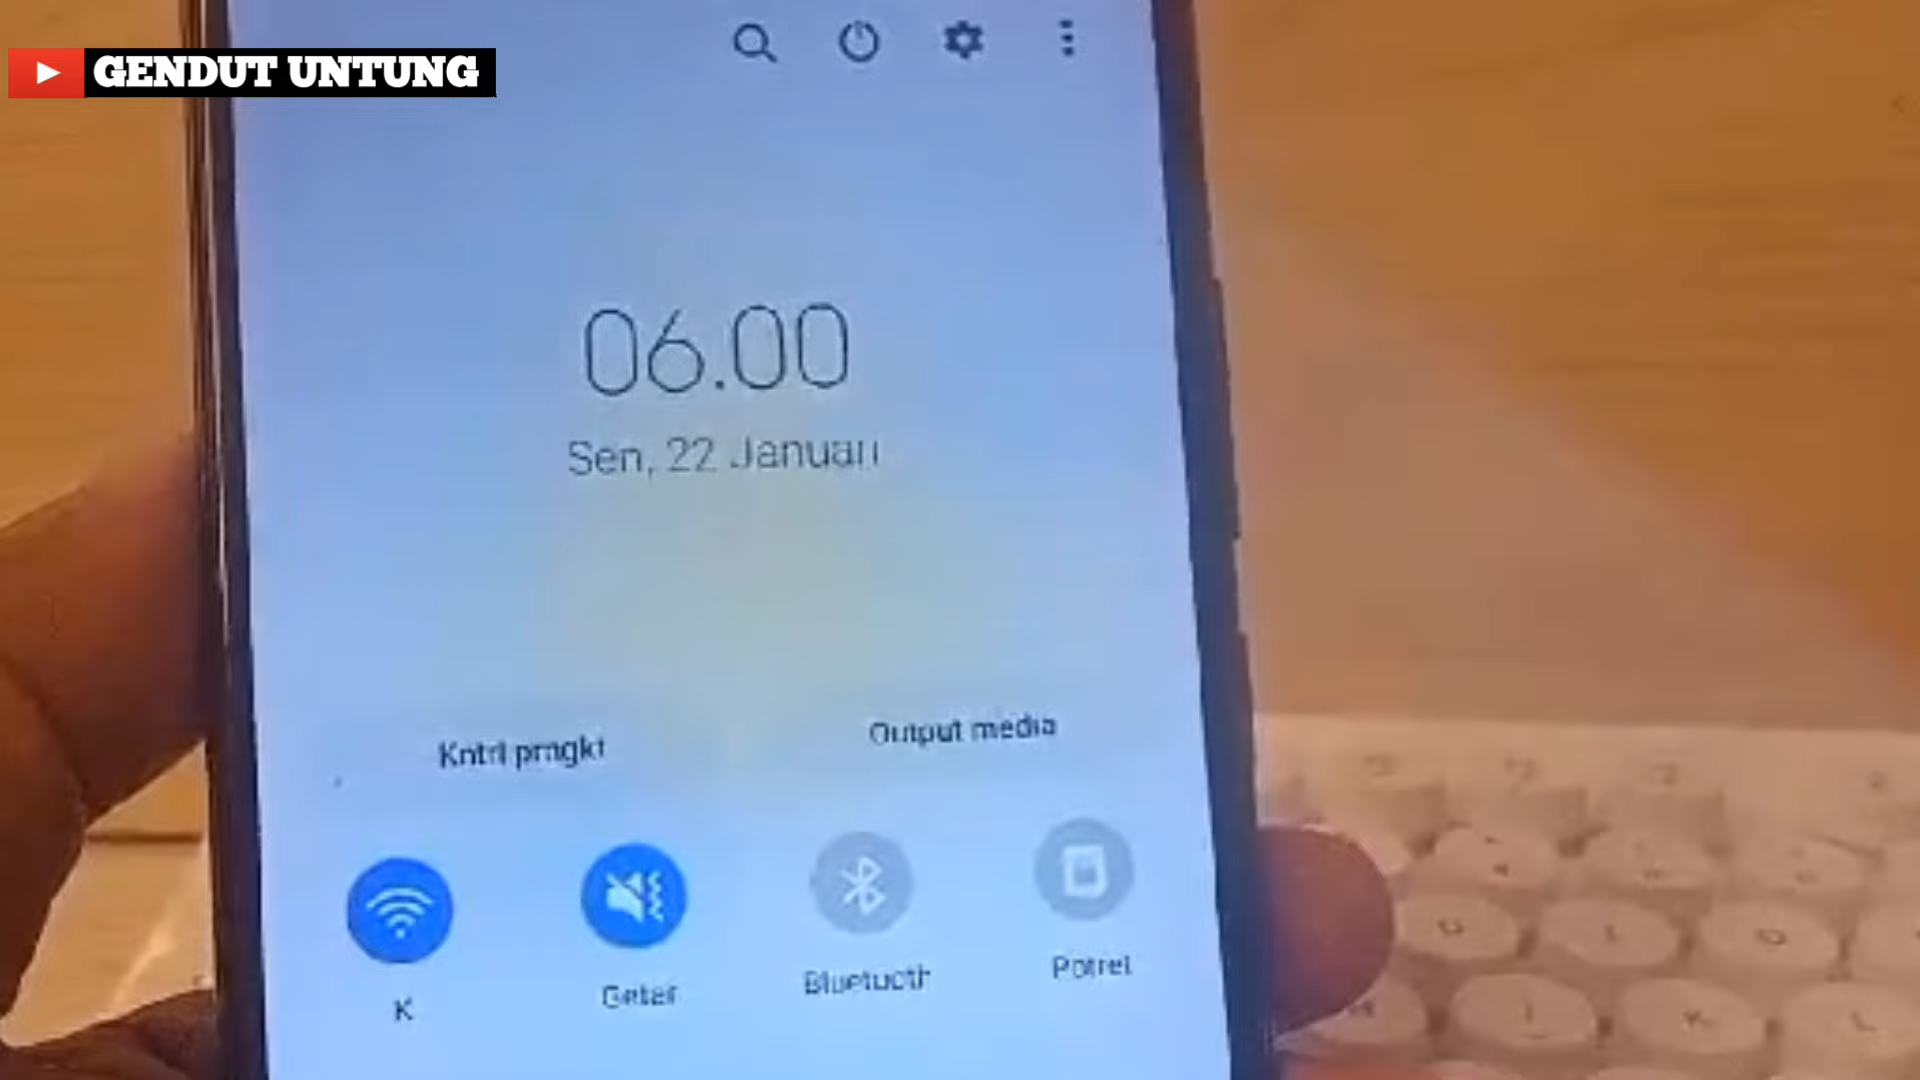 GENDUT UNTUNG
06.00
Sen, 22 Januari
Kntrl prngkt
Output media
K
Getar
Bluetooth
Potret